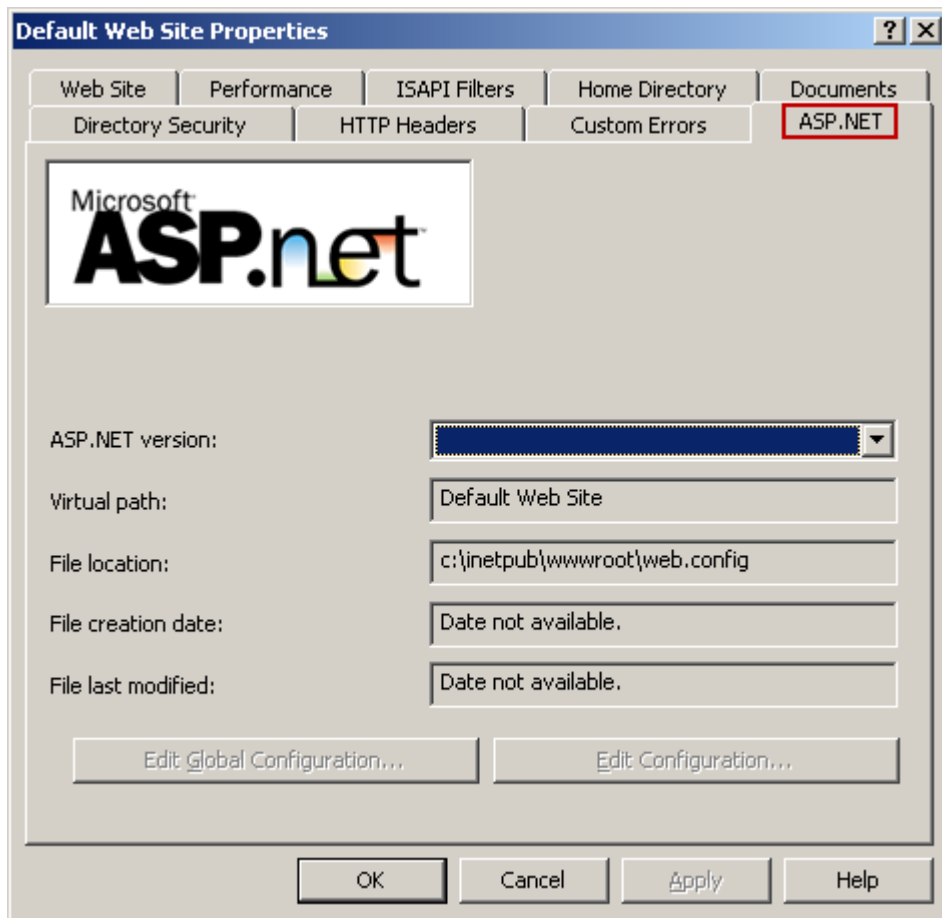 Default Web Site Properties
Web Site Performance ISAPI Filters Home Directory Documents
Directory Security HTTP Headers Custom Errors ASP.NET
Microsoft
ASP.net
ASP.NET version:
Virtual path: Default Web Site
File location: c:\inetpub\wwwroot\web.config
File creation date: Date not available.
File last modified: Date not available.
Edit Global Configuration... Edit Configuration...
OK Cancel Apply Help